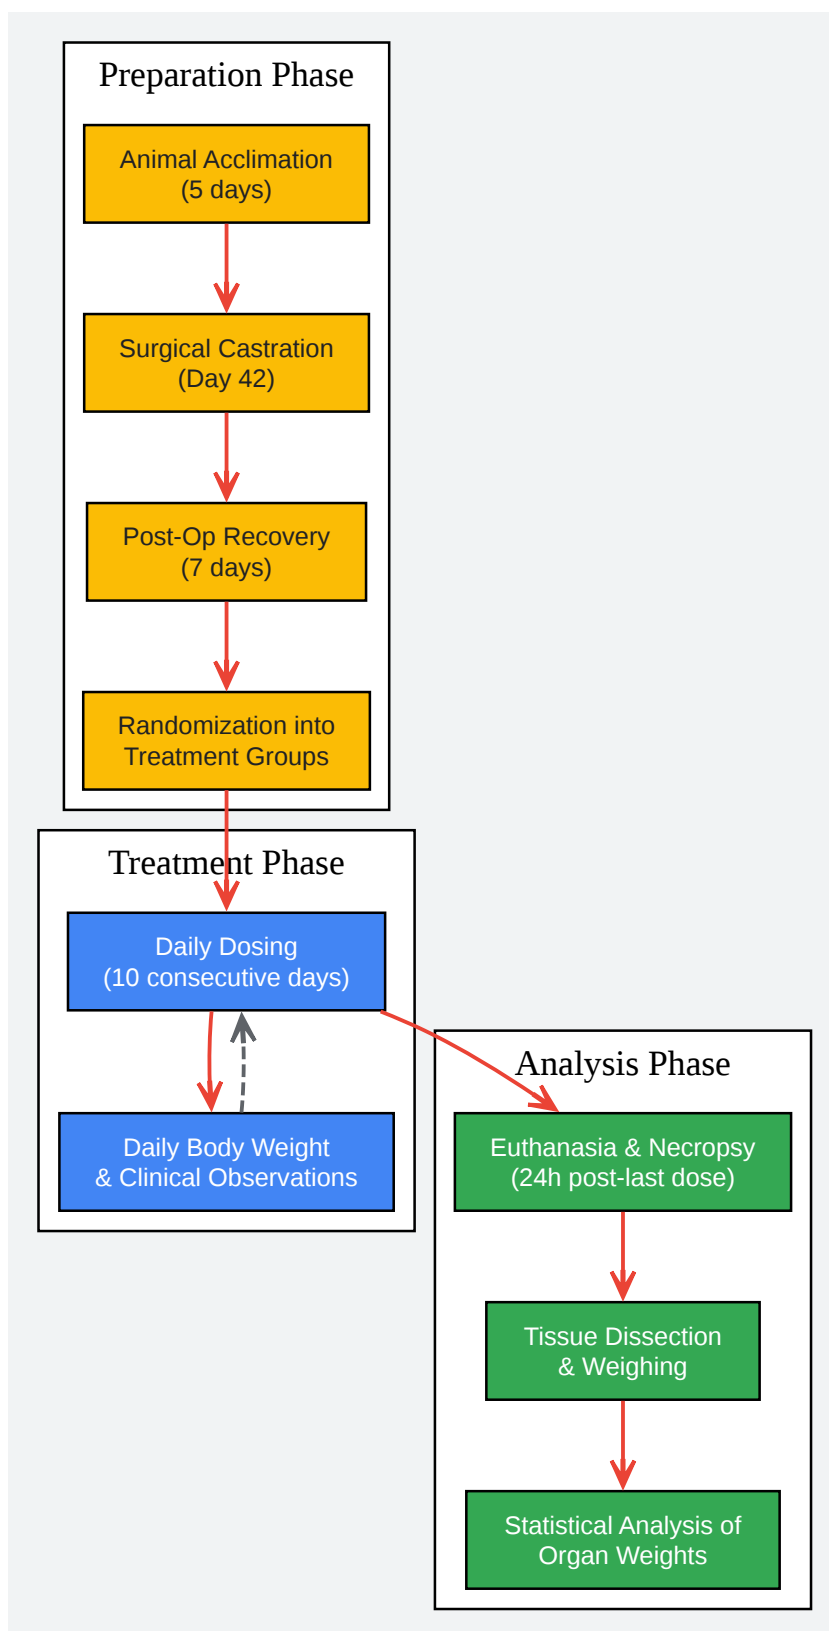 Preparation Phase
Animal Acclimation
(5 days)
Surgical Castration
(Day 42)
Post-Op Recovery
(7 days)
Randomization into
Treatment Groups
Treatment Phase
Daily Dosing
(10 consecutive days)
Daily Body Weight
& Clinical Observations
Analysis Phase
Euthanasia & Necropsy
(24h post-last dose)
Tissue Dissection
& Weighing
Statistical Analysis of
Organ Weights